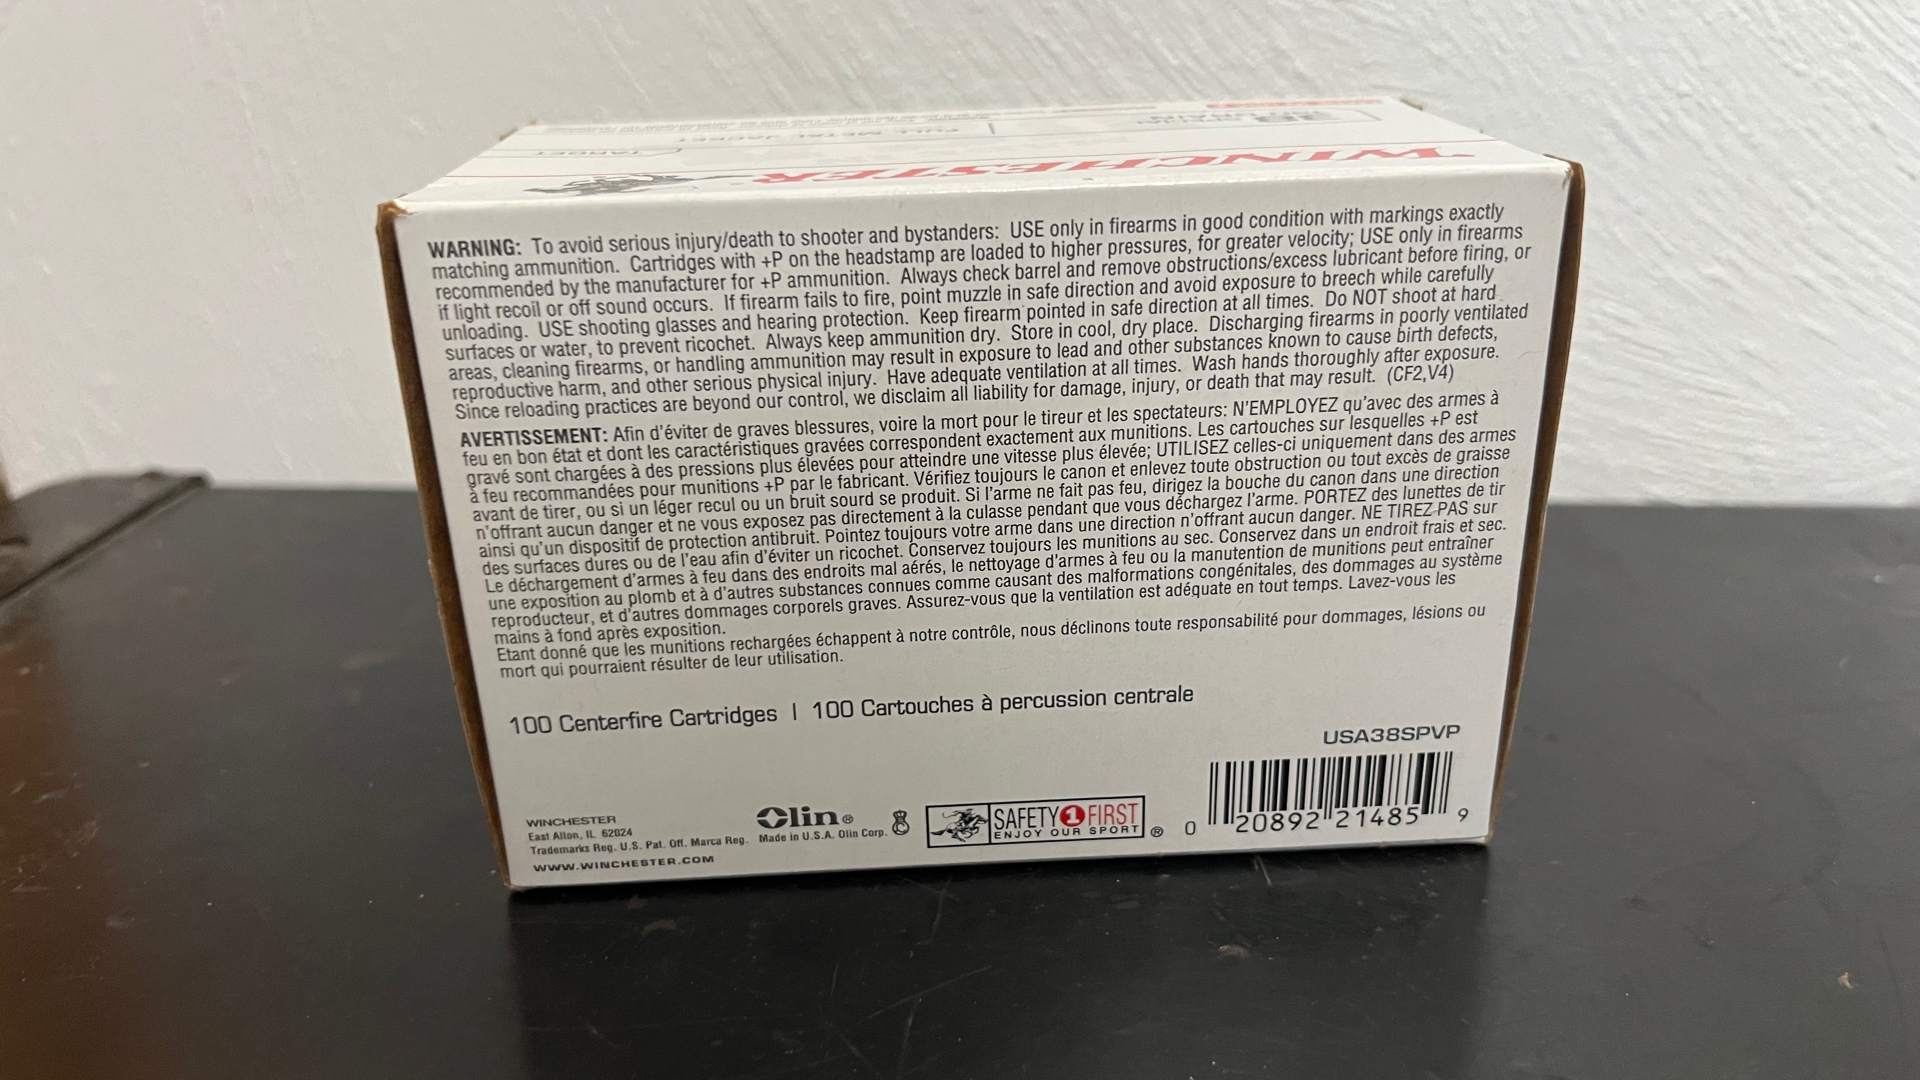 WINCHESTER
FULL METAL JACKET
TARGET
WARNING: To avoid serious injury/death to shooter and bystanders: USE only in firearms in good condition with markings exactly
matching ammunition. Cartridges with +P on the headstamp are loaded to higher pressures, for greater velocity; USE only in firearms
recommended by the manufacturer for +P ammunition. Always check barrel and remove obstructions/excess lubricant before firing, or
if light recoil or off sound occurs. If firearm fails to fire, point muzzle in safe direction and avoid exposure to breech while carefully
unloading. USE shooting glasses and hearing protection. Keep firearm pointed in safe direction at all times. Do NOT shoot at hard
surfaces or water, to prevent ricochet. Always keep ammunition dry. Store in cool, dry place. Discharging firearms in poorly ventilated
areas, cleaning firearms, or handling ammunition may result in exposure to lead and other substances known to cause birth defects,
reproductive harm, and other serious physical injury. Have adequate ventilation at all times. Wash hands thoroughly after exposure.
Since reloading practices are beyond our control, we disclaim all liability for damage, injury, or death that may result. (CF2,V4)
AVERTISSEMENT: Afin d'éviter de graves blessures, voire la mort pour le tireur et les spectateurs: N'EMPLOYEZ qu'avec des armes à
feu en bon état et dont les caractéristiques gravées correspondent exactement aux munitions. Les cartouches sur lesquelles +P est
gravé sont chargées à des pressions plus élevées pour atteindre une vitesse plus élevée; UTILISEZ celles-ci uniquement dans des armes
à feu recommandées pour munitions +P par le fabricant. Vérifiez toujours le canon et enlevez toute obstruction ou tout excès de graisse
avant de tirer, ou si un léger recul ou un bruit sourd se produit. Si l'arme ne fait pas feu, dirigez la bouche du canon dans une direction
n'offrant aucun danger et ne vous exposez pas directement à la culasse pendant que vous déchargez l'arme. PORTEZ des lunettes de tir
ainsi qu'un dispositif de protection antibruit. Pointez toujours votre arme dans une direction n'offrant aucun danger. NE TIREZ PAS sur
des surfaces dures ou de l'eau afin d'éviter un ricochet. Conservez toujours les munitions au sec. Conservez dans un endroit frais et sec.
Le déchargement d'armes à feu dans des endroits mal aérés, le nettoyage d'armes à feu ou la manutention de munitions peut entraîner
une exposition au plomb et à d'autres substances connues comme causant des malformations congénitales, des dommages au système
reproducteur, et d'autres dommages corporels graves. Assurez-vous que la ventilation est adéquate en tout temps. Lavez-vous les
mains à fond après exposition.
Etant donné que les munitions rechargées échappent à notre contrôle, nous déclinons toute responsabilité pour dommages, lésions ou
mort qui pourraient résulter de leur utilisation.
100 Centerfire Cartridges | 100 Cartouches à percussion centrale
USA38SPVP
WINCHESTER
East Alton, IL 62024
Trademarks Reg. U.S. Pat. Off. Marca Reg.
WWW.WINCHESTER.COM
Olin®
Made in U.S.A. Olin Corp.
SAFETY 1 FIRST
ENJOY OUR SPORT ®
0 20892 21485 9